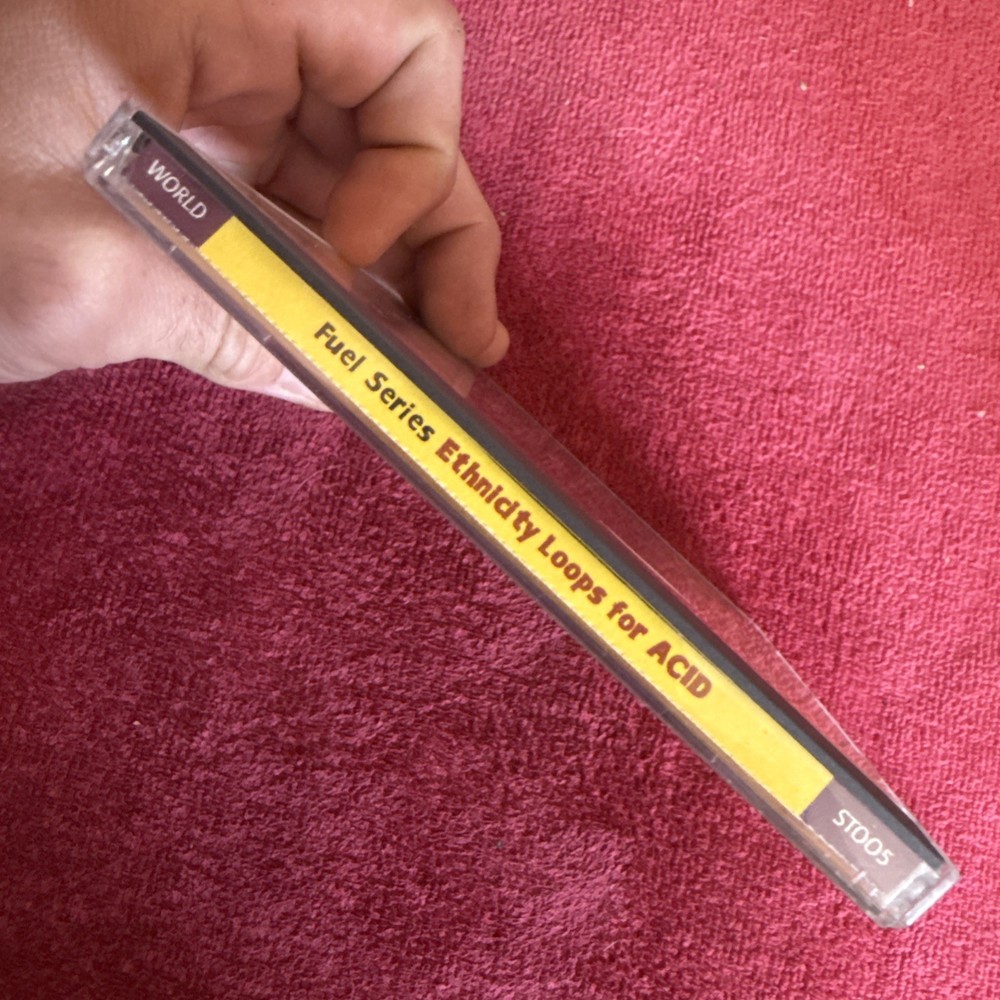 WORLD
Fuel Series Ethnicity Loops for ACID
ST005